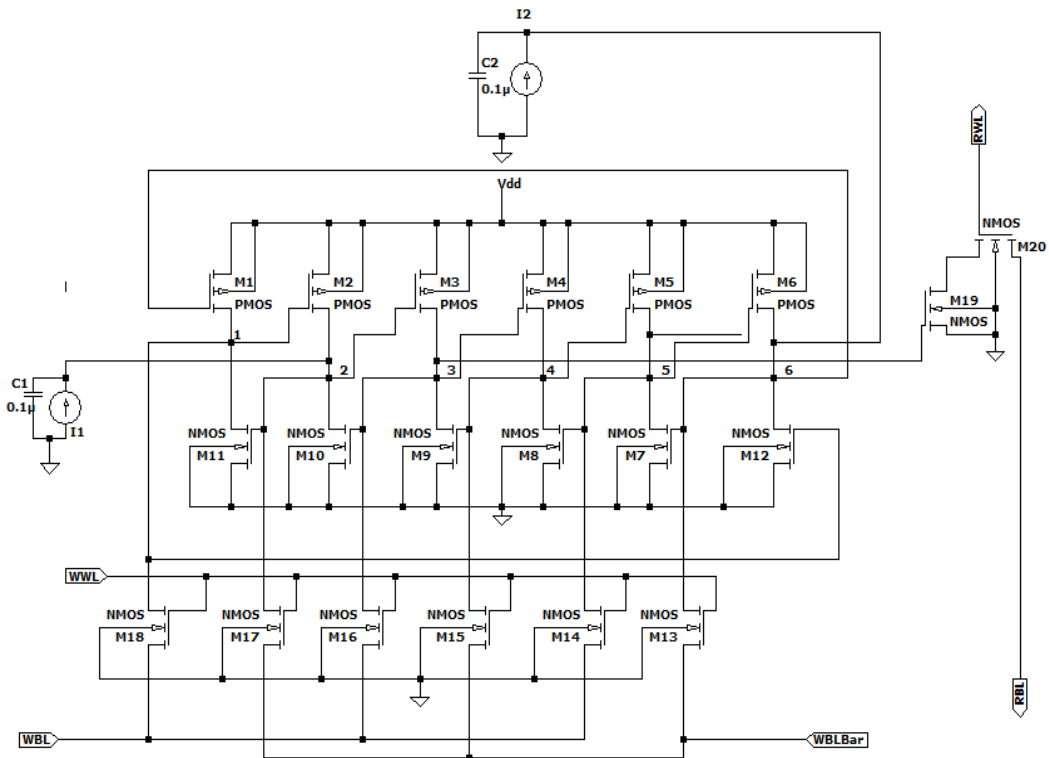 I2
C2
0.1µ
RWL
Vdd
NMOS
M20
M1
M2
M3
M4
M5
M6
PMOS
PMOS
PMOS
PMOS
PMOS
PMOS
M19
NMOS
1
2
3
4
5
6
C1
0.1µ
I1
NMOS
NMOS
NMOS
NMOS
NMOS
NMOS
M11
M10
M9
M8
M7
M12
WWL
NMOS
NMOS
NMOS
NMOS
NMOS
NMOS
M18
M17
M16
M15
M14
M13
RBL
WBL
WBLBar